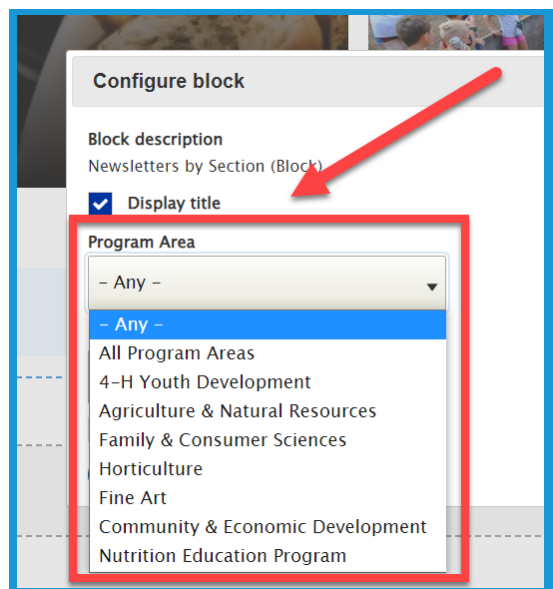 Configure block
Block description
Newsletters by Section (Block)
Display title
Program Area
– Any –
– Any –
All Program Areas
4-H Youth Development
Agriculture & Natural Resources
Family & Consumer Sciences
Horticulture
Fine Art
Community & Economic Development
Nutrition Education Program